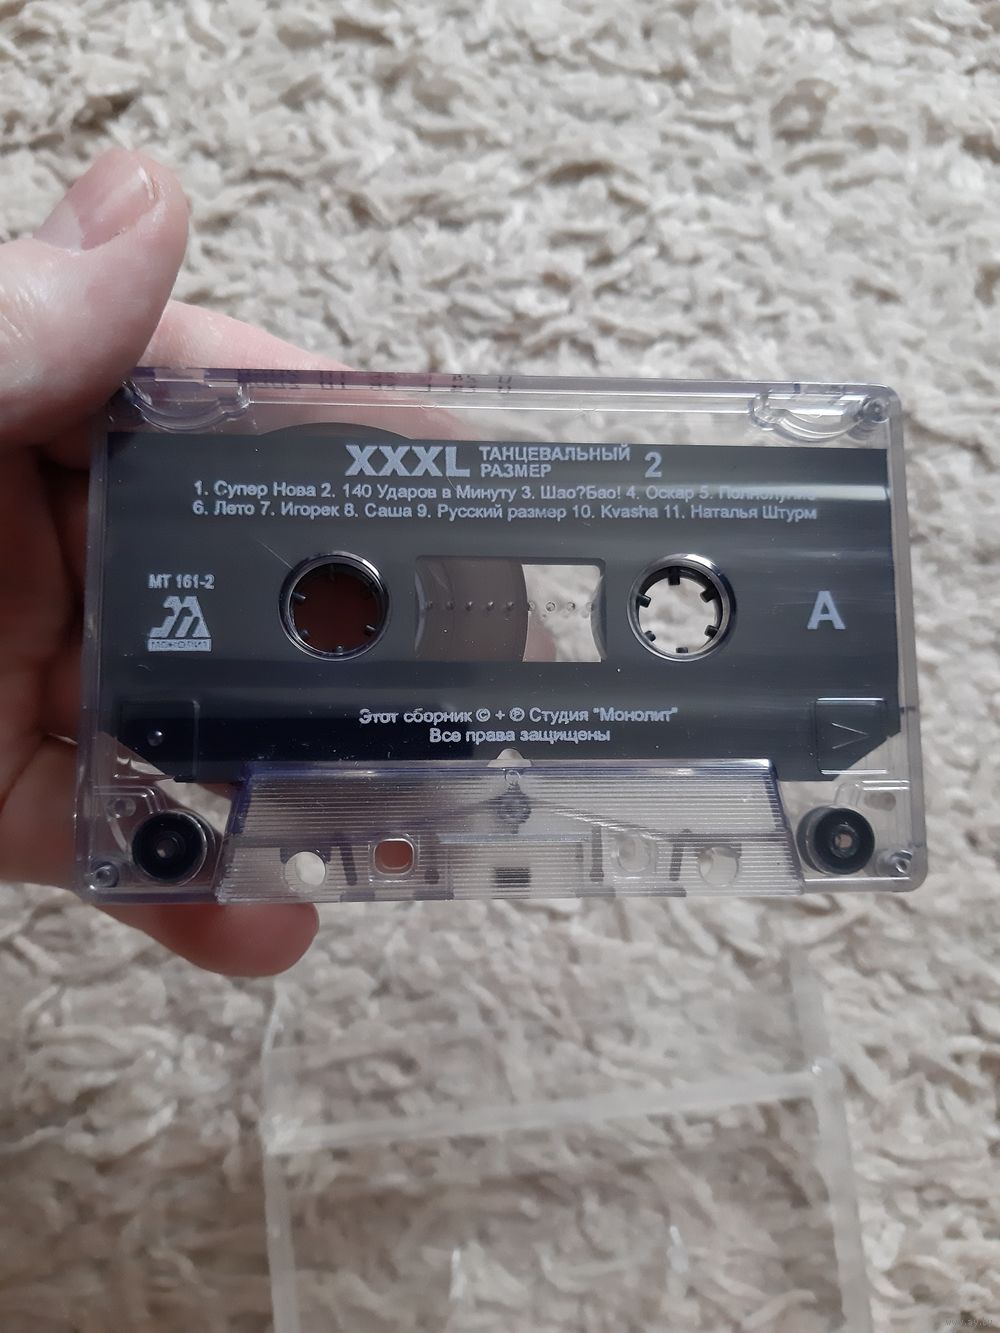 XXXL ТАНЦЕВАЛЬНЫЙ
РАЗМЕР 2
1. Супер Нова 2. 140 Ударов в Минуту 3. Шао?Бао! 4. Оскар 5. Полнолуние
6. Лето 7. Игорек 8. Саша 9. Русский размер 10. Kvasha 11. Наталья Штурм
МТ 161-2
МОНОЛИТ
A
Этот сборник © + ℗ Студия "Монолит"
Все права защищены